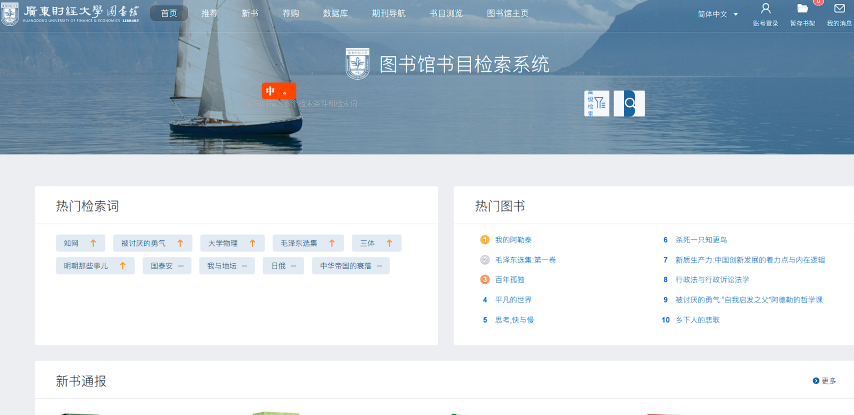 廣東財經大學 图书馆
GUANGDONG UNIVERSITY OF FINANCE & ECONOMICS LIBRARY
首页 推荐 新书 荐购 数据库 期刊导航 书目浏览 图书馆主页
简体中文
账号登录 暂存书架 我的消息
图书馆书目检索系统
中 。
检索词
高级检索
热门检索词
知网 被讨厌的勇气 大学物理 毛泽东选集 三体
明朝那些事儿 国泰安 我与地坛 日俄 中华帝国的衰落
热门图书
1 我的阿勒泰
2 毛泽东选集.第一卷
3 百年孤独
4 平凡的世界
5 思考,快与慢
6 杀死一只知更鸟
7 新质生产力:中国创新发展的着力点与内在逻辑
8 行政法与行政诉讼法学
9 被讨厌的勇气:"自我启发之父"阿德勒的哲学课
10 乡下人的悲歌
新书通报
更多